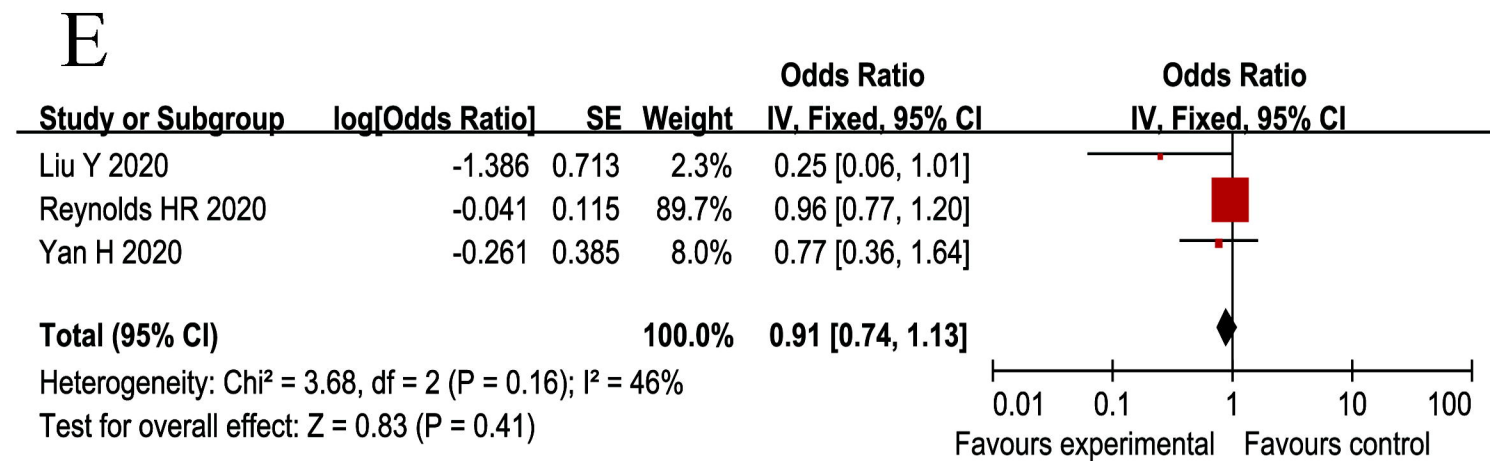 E
Odds Ratio Odds Ratio
Study or Subgroup log[Odds Ratio] SE Weight IV, Fixed, 95% CI IV, Fixed, 95% CI
Liu Y 2020 -1.386 0.713 2.3% 0.25 [0.06, 1.01]
Reynolds HR 2020 -0.041 0.115 89.7% 0.96 [0.77, 1.20]
Yan H 2020 -0.261 0.385 8.0% 0.77 [0.36, 1.64]
Total (95% CI) 100.0% 0.91 [0.74, 1.13]
Heterogeneity: Chi² = 3.68, df = 2 (P = 0.16); I² = 46%
Test for overall effect: Z = 0.83 (P = 0.41)
0.01 0.1 1 10 100
Favours experimental Favours control